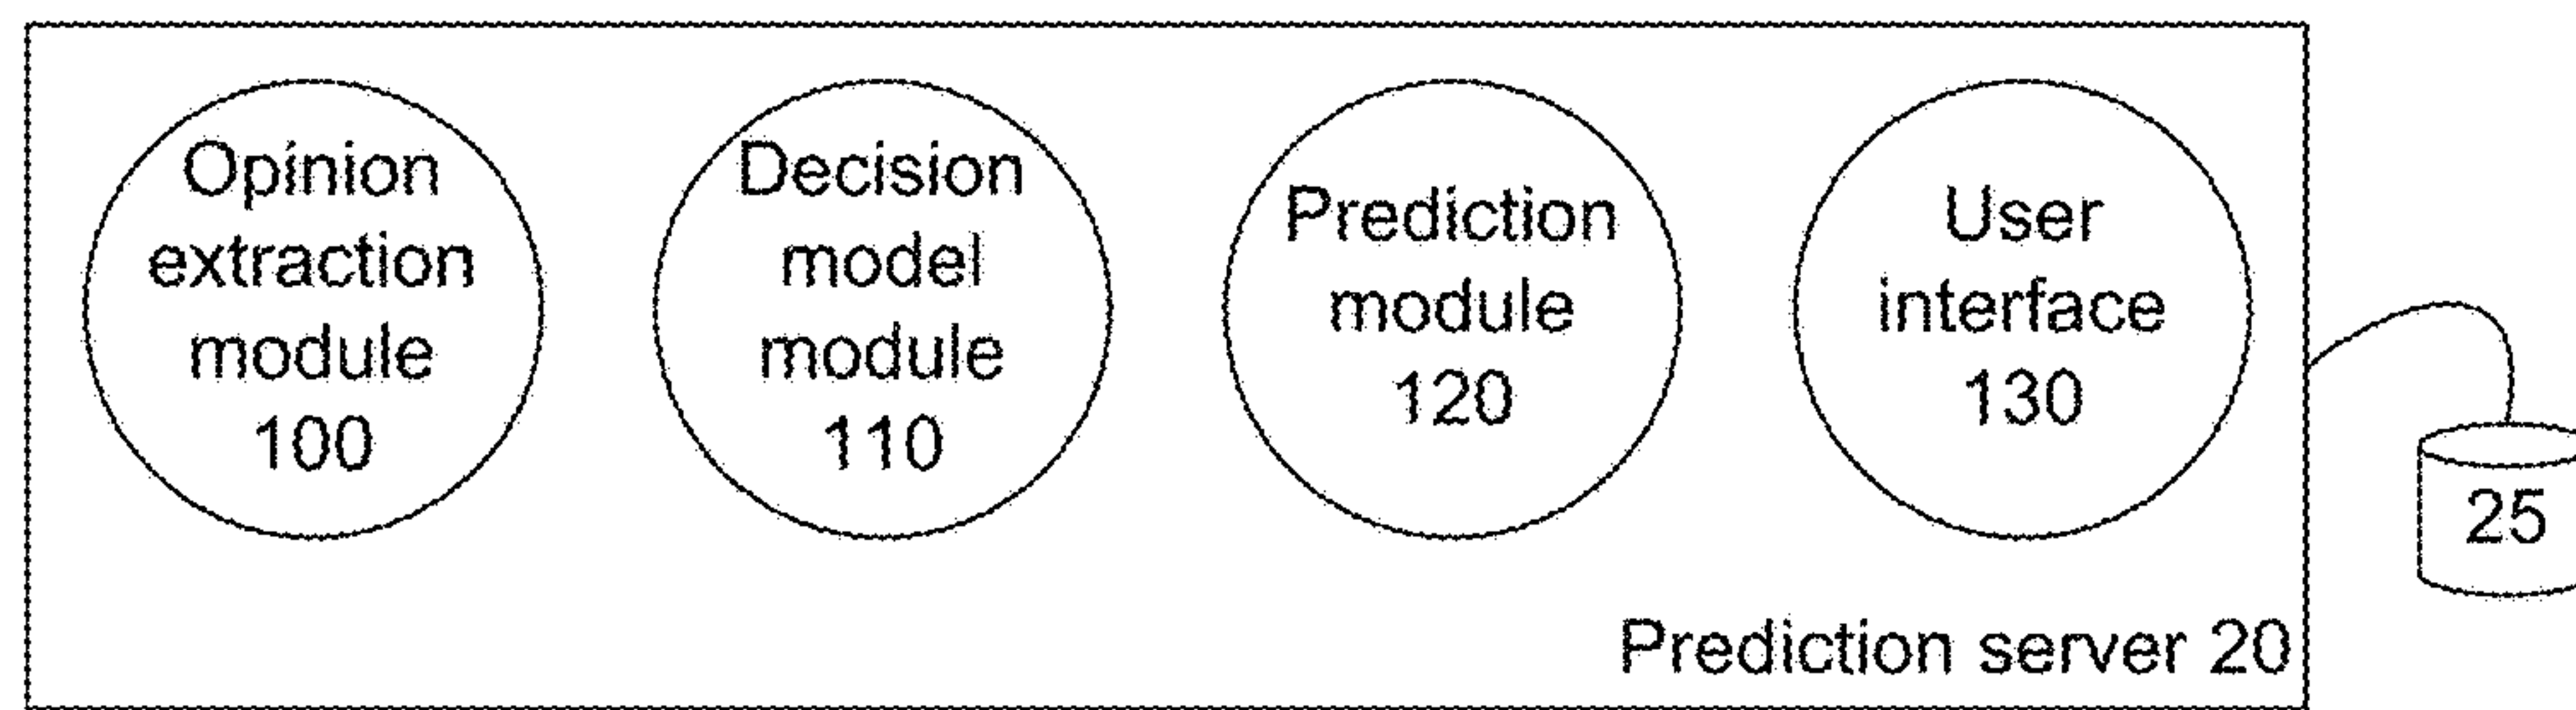 Opinion
extraction
module
100
Decision
model
module
110
Prediction
module
120
User
interface
130
25
Prediction server 20